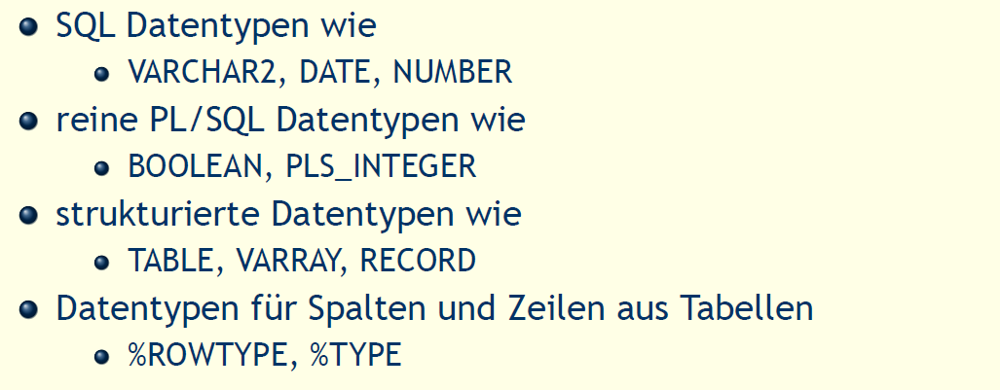 SQL Datentypen wie
VARCHAR2, DATE, NUMBER
reine PL/SQL Datentypen wie
BOOLEAN, PLS_INTEGER
strukturierte Datentypen wie
TABLE, VARRAY, RECORD
Datentypen für Spalten und Zeilen aus Tabellen
%ROWTYPE, %TYPE